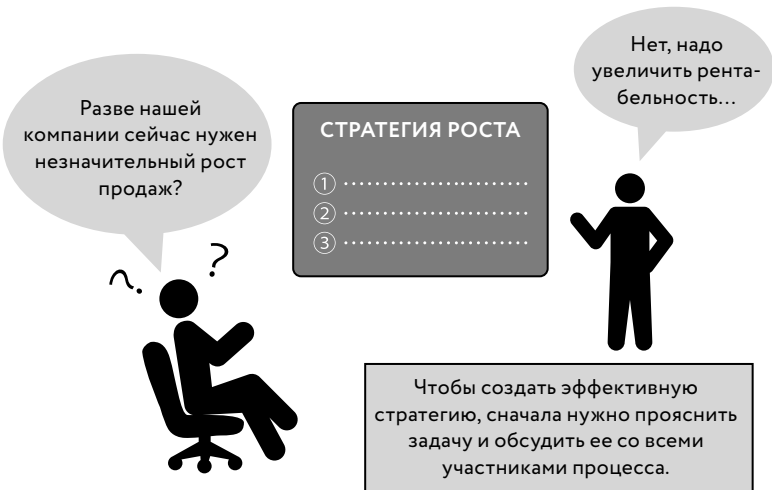 Разве нашей
компании сейчас нужен
незначительный рост
продаж?
Нет, надо
увеличить рента-
бельность...
СТРАТЕГИЯ РОСТА
1 ........................
2 ........................
3 ........................
? ?
Чтобы создать эффективную
стратегию, сначала нужно прояснить
задачу и обсудить ее со всеми
участниками процесса.